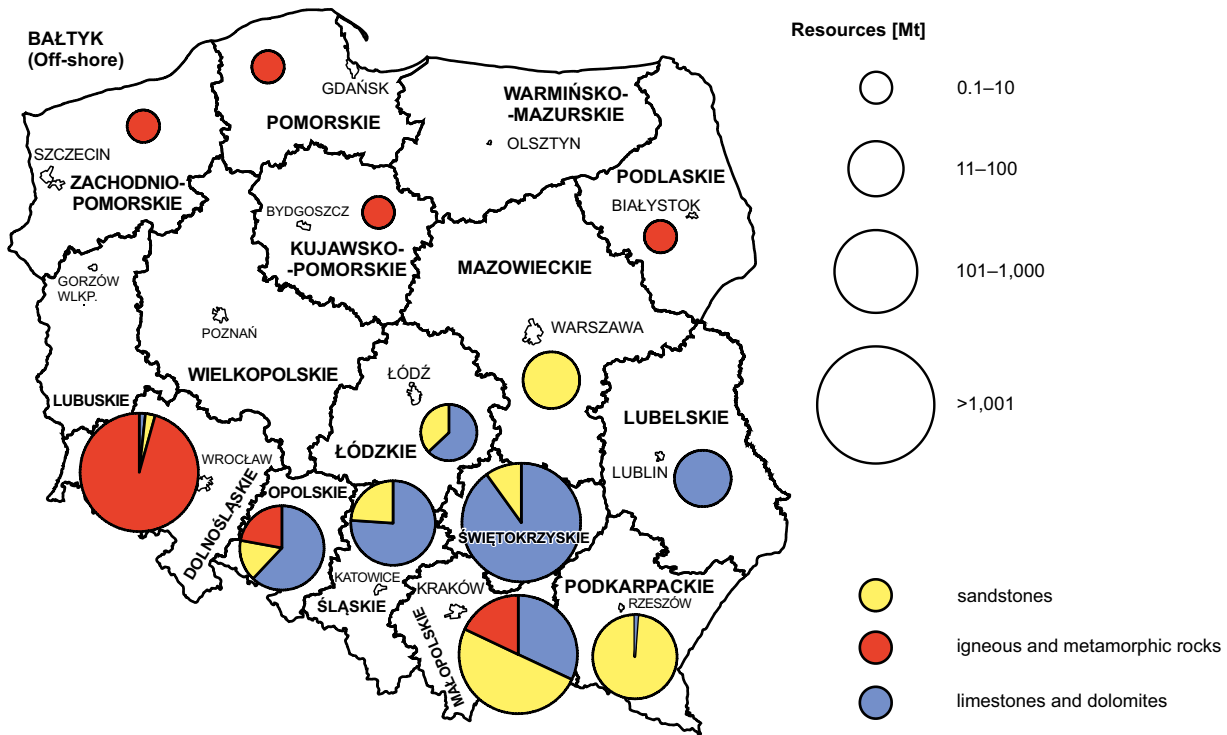 BAŁTYK
(Off-shore)
GDAŃSK
POMORSKIE
WARMIŃSKO-
-MAZURSKIE
OLSZTYN
SZCZECIN
ZACHODNIO-
POMORSKIE
PODLASKIE
BIAŁYSTOK
BYDGOSZCZ
KUJAWSKO-
-POMORSKIE
MAZOWIECKIE
GORZÓW
WLKP.
POZNAŃ
WARSZAWA
WIELKOPOLSKIE
ŁÓDŹ
LUBUSKIE
ŁÓDZKIE
LUBELSKIE
LUBLIN
WROCŁAW
DOLNOŚLĄSKIE
OPOLSKIE
ŚWIĘTOKRZYSKIE
KATOWICE
ŚLĄSKIE
KRAKÓW
MAŁOPOLSKIE
PODKARPACKIE
RZESZÓW
Resources [Mt]
0.1–10
11–100
101–1,000
>1,001
sandstones
igneous and metamorphic rocks
limestones and dolomites